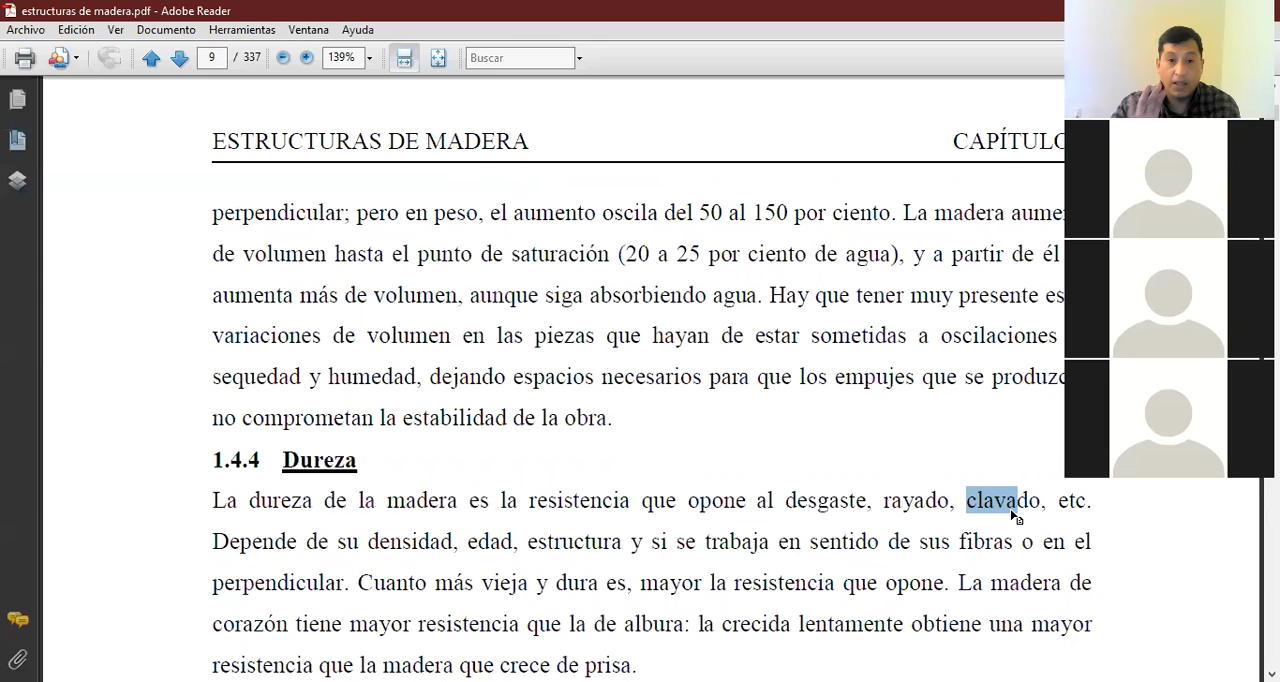 estructuras de madera.pdf - Adobe Reader
Archivo Edición Ver Documento Herramientas Ventana Ayuda
9 / 337 139% Buscar
ESTRUCTURAS DE MADERA CAPÍTULO
perpendicular; pero en peso, el aumento oscila del 50 al 150 por ciento. La madera aumen
de volumen hasta el punto de saturación (20 a 25 por ciento de agua), y a partir de él
aumenta más de volumen, aunque siga absorbiendo agua. Hay que tener muy presente es
variaciones de volumen en las piezas que hayan de estar sometidas a oscilaciones
sequedad y humedad, dejando espacios necesarios para que los empujes que se produzc
no comprometan la estabilidad de la obra.
1.4.4 Dureza
La dureza de la madera es la resistencia que opone al desgaste, rayado, clavado, etc.
Depende de su densidad, edad, estructura y si se trabaja en sentido de sus fibras o en el
perpendicular. Cuanto más vieja y dura es, mayor la resistencia que opone. La madera de
corazón tiene mayor resistencia que la de albura: la crecida lentamente obtiene una mayor
resistencia que la madera que crece de prisa.